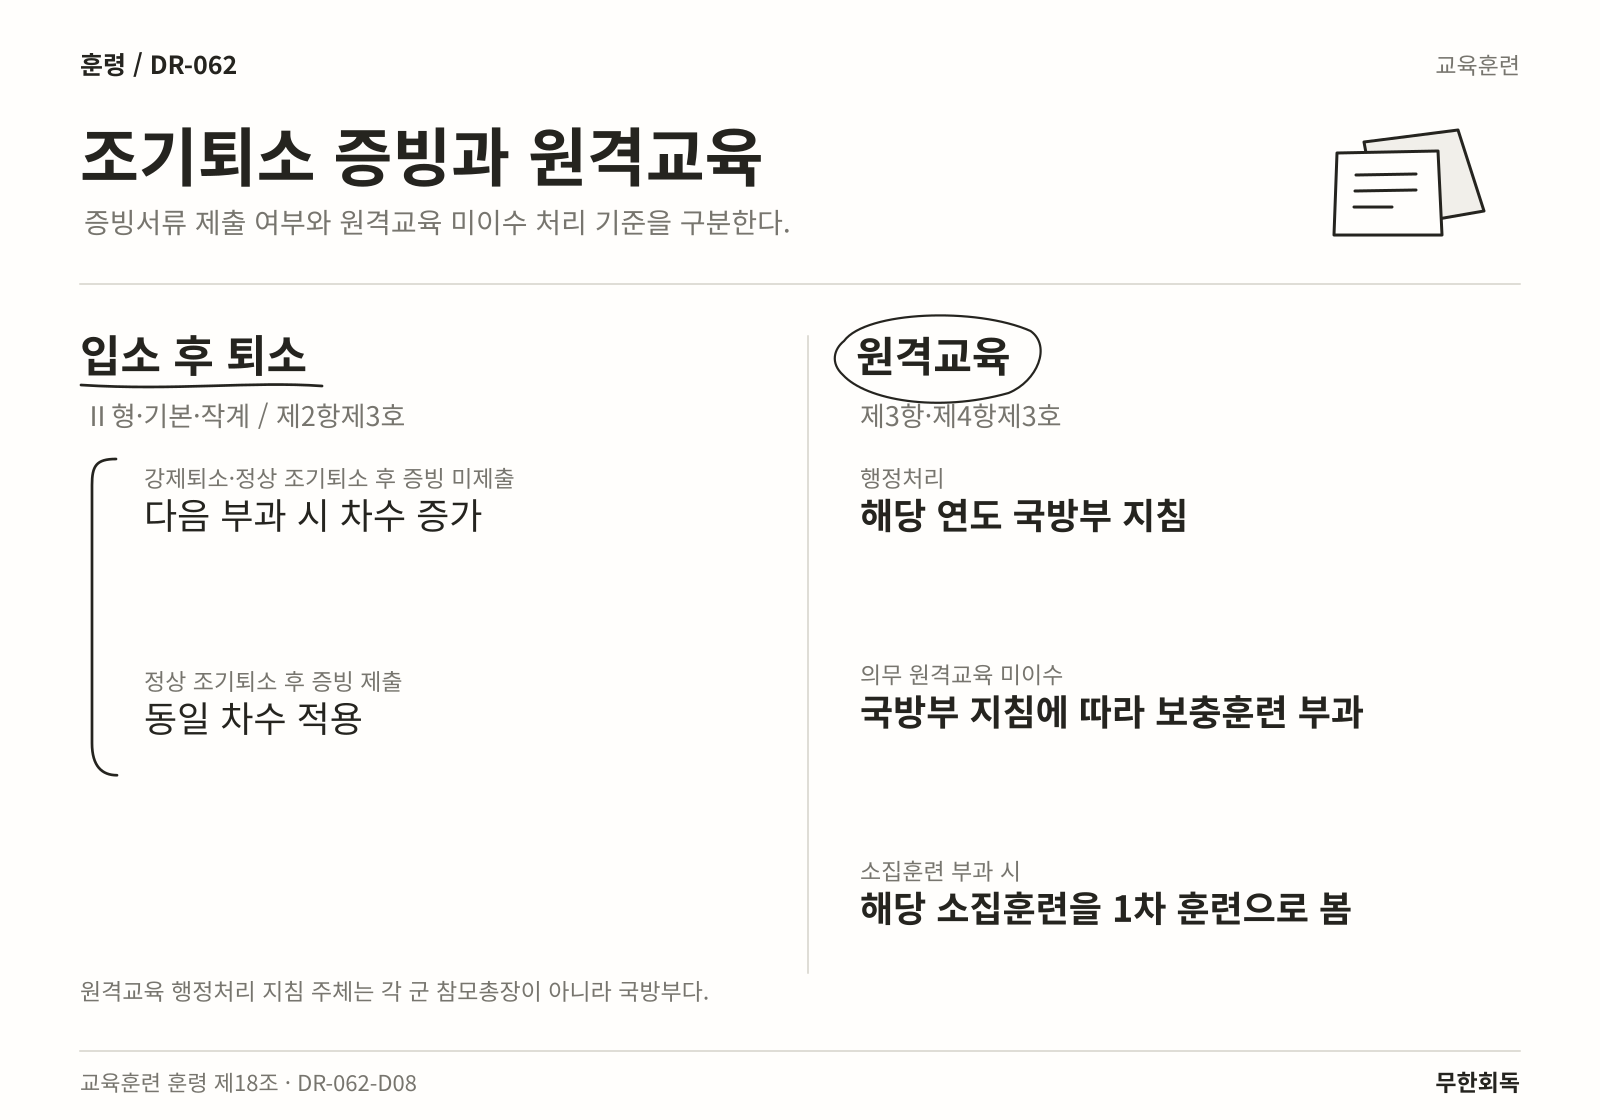 훈령 / DR-062
교육훈련
조기퇴소 증빙과 원격교육
증빙서류 제출 여부와 원격교육 미이수 처리 기준을 구분한다.
입소 후 퇴소
Ⅱ형·기본·작계 / 제2항제3호
강제퇴소·정상 조기퇴소 후 증빙 미제출
다음 부과 시 차수 증가
정상 조기퇴소 후 증빙 제출
동일 차수 적용
원격교육
제3항·제4항제3호
행정처리
해당 연도 국방부 지침
의무 원격교육 미이수
국방부 지침에 따라 보충훈련 부과
소집훈련 부과 시
해당 소집훈련을 1차 훈련으로 봄
원격교육 행정처리 지침 주체는 각 군 참모총장이 아니라 국방부다.
교육훈련 훈령 제18조 · DR-062-D08
무한회독